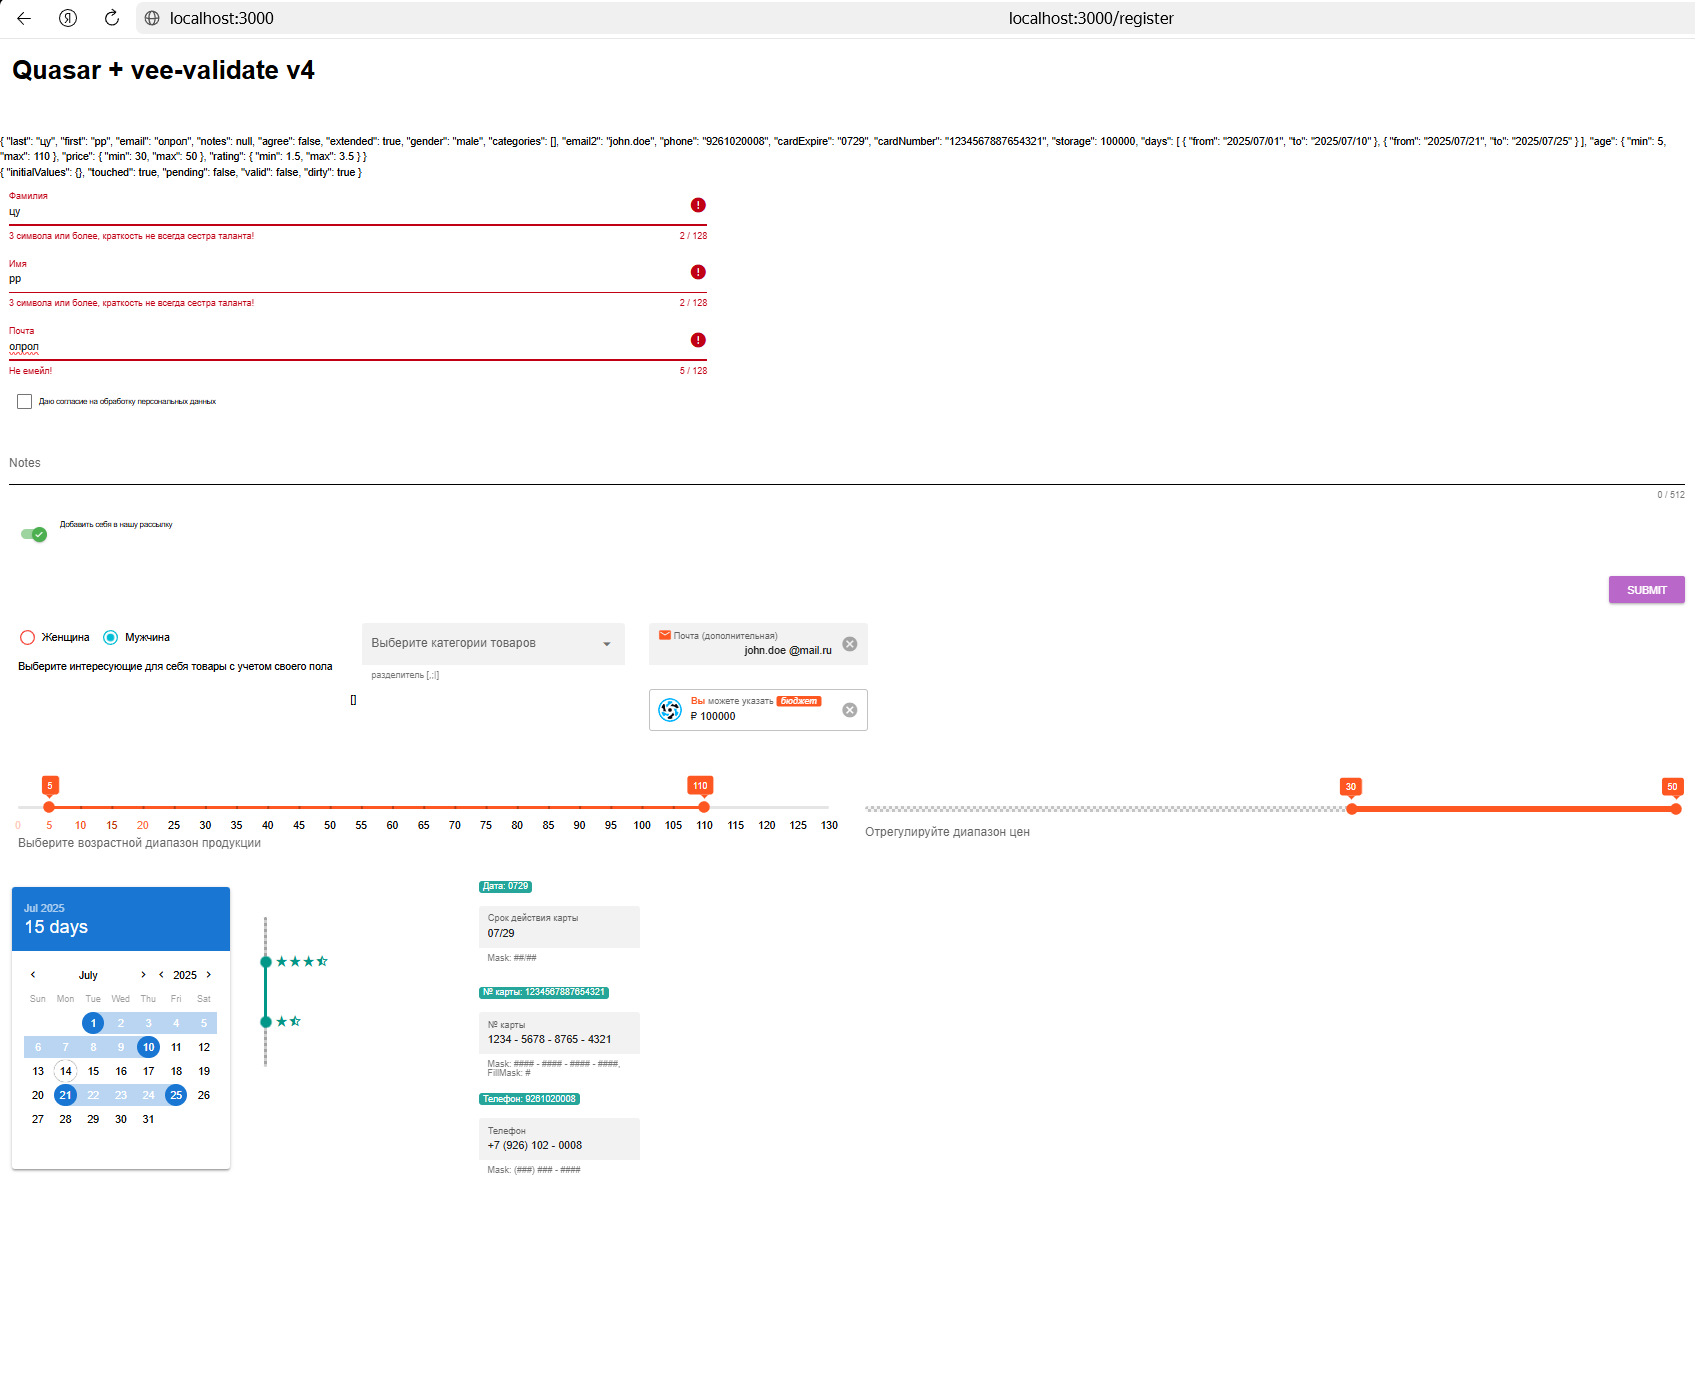 localhost:3000
localhost:3000/register
Quasar + vee-validate v4
{ "last": "цу", "first": "рр", "email": "олрол", "notes": null, "agree": false, "extended": true, "gender": "male", "categories": [], "email2": "john.doe", "phone": "9261020008", "cardExpire": "0729", "cardNumber": "1234567887654321", "storage": 100000, "days": [ { "from": "2025/07/01", "to": "2025/07/10" }, { "from": "2025/07/21", "to": "2025/07/25" } ], "age": { "min": 5,
"max": 110 }, "price": { "min": 30, "max": 50 }, "rating": { "min": 1.5, "max": 3.5 } }
{ "initialValues": {}, "touched": true, "pending": false, "valid": false, "dirty": true }
Фамилия
цу
3 символа или более, краткость не всегда сестра таланта!
2 / 128
Имя
рр
3 символа или более, краткость не всегда сестра таланта!
2 / 128
Почта
олрол
Не емейл!
5 / 128
Даю согласие на обработку персональных данных
Notes
0 / 512
Добавить себя в нашу рассылку
SUBMIT
Женщина
Мужчина
Выберите интересующие для себя товары с учетом своего пола
Выберите категории товаров
разделитель [,;|]
[]
Почта (дополнительная)
john.doe @mail.ru
Вы можете указать бюджет
₽ 100000
5
110
0 5 10 15 20 25 30 35 40 45 50 55 60 65 70 75 80 85 90 95 100 105 110 115 120 125 130
Выберите возрастной диапазон продукции
30
50
Отрегулируйте диапазон цен
Jul 2025
15 days
July
2025
Sun Mon Tue Wed Thu Fri Sat
1 2 3 4 5
6 7 8 9 10 11 12
13 14 15 16 17 18 19
20 21 22 23 24 25 26
27 28 29 30 31
Дата: 0729
Срок действия карты
07/29
Mask: ##/##
№ карты: 1234567887654321
№ карты
1234 - 5678 - 8765 - 4321
Mask: #### - #### - #### - ####,
FillMask: #
Телефон: 9261020008
Телефон
+7 (926) 102 - 0008
Mask: (###) ### - ####